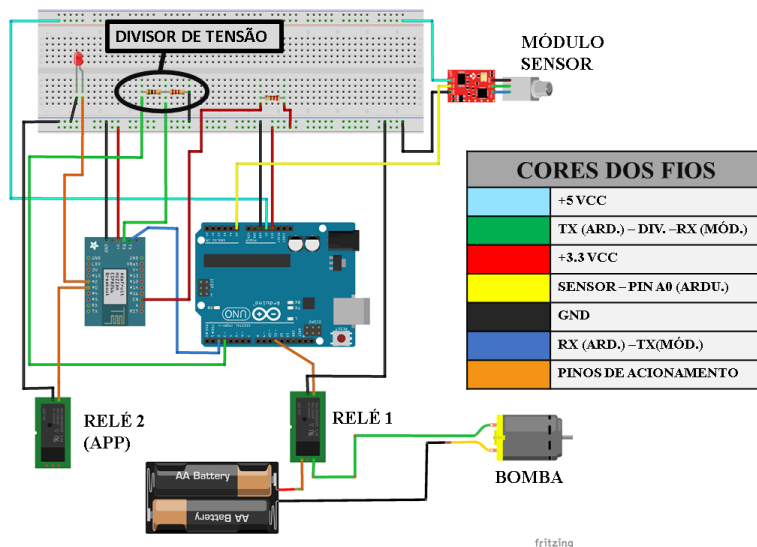 DIVISOR DE TENSÃO
MÓDULO
SENSOR
CORES DOS FIOS
+5 VCC
TX (ARD.) – DIV. –RX (MÓD.)
+3.3 VCC
SENSOR – PIN A0 (ARDU.)
GND
RX (ARD.) –TX(MÓD.)
PINOS DE ACIONAMENTO
UNO
Arduino
RESET
RELÉ 2
(APP)
RELÉ 1
AA Battery
AA Battery
BOMBA
fritzing